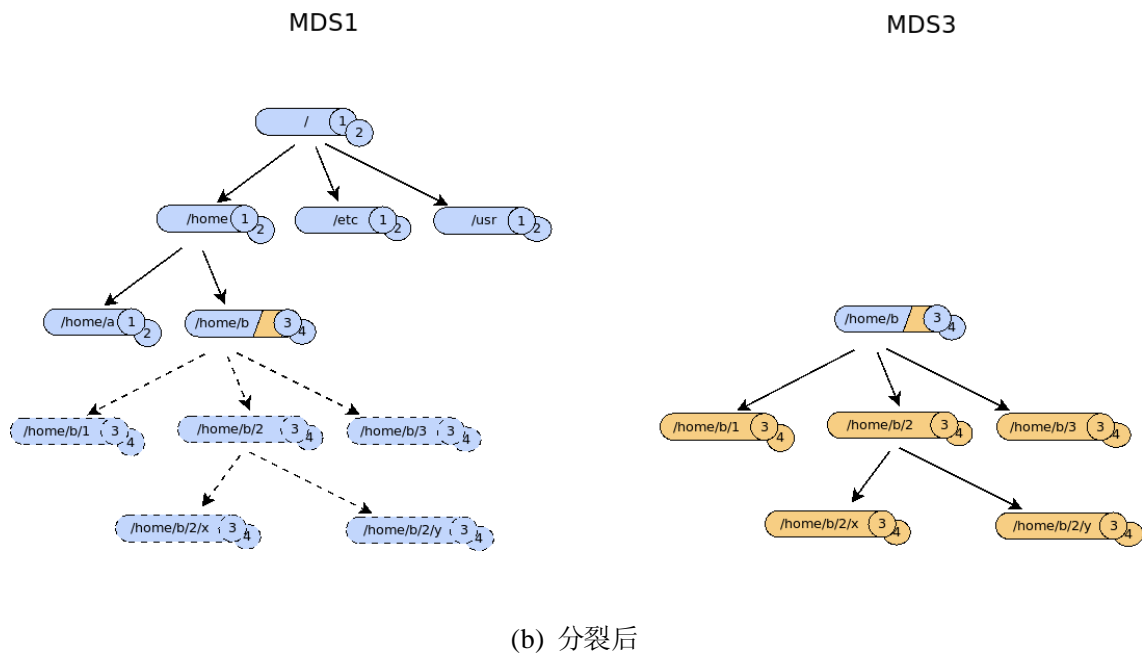 MDS1 MDS3
/ 1 2
/home 1 2 /etc 1 2 /usr 1 2
/home/a 1 2 /home/b 3 4 /home/b 3 4
/home/b/1 3 4 /home/b/2 3 4 /home/b/3 3 4 /home/b/1 3 4 /home/b/2 3 4 /home/b/3 3 4
/home/b/2/x 3 4 /home/b/2/y 3 4 /home/b/2/x 3 4 /home/b/2/y 3 4
(b) 分裂后